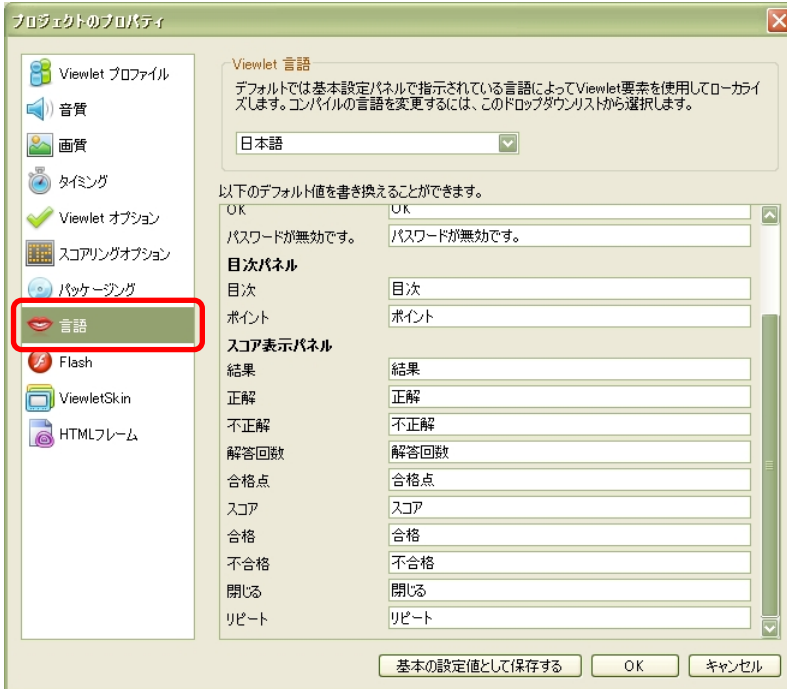 プロジェクトのプロパティ
Viewlet プロファイル
音質
画質
タイミング
Viewlet オプション
スコアリングオプション
パッケージング
言語
Flash
ViewletSkin
HTMLフレーム
Viewlet 言語
デフォルトでは基本設定パネルで指示されている言語によってViewlet要素を使用してローカライ
ズします。コンパイルの言語を変更するには、このドロップダウンリストから選択します。
日本語
以下のデフォルト値を書き換えることができます。
OK OK
パスワードが無効です。 パスワードが無効です。
目次パネル
目次 目次
ポイント ポイント
スコア表示パネル
結果 結果
正解 正解
不正解 不正解
解答回数 解答回数
合格点 合格点
スコア スコア
合格 合格
不合格 不合格
閉じる 閉じる
リピート リピート
基本の設定値として保存する OK キャンセル